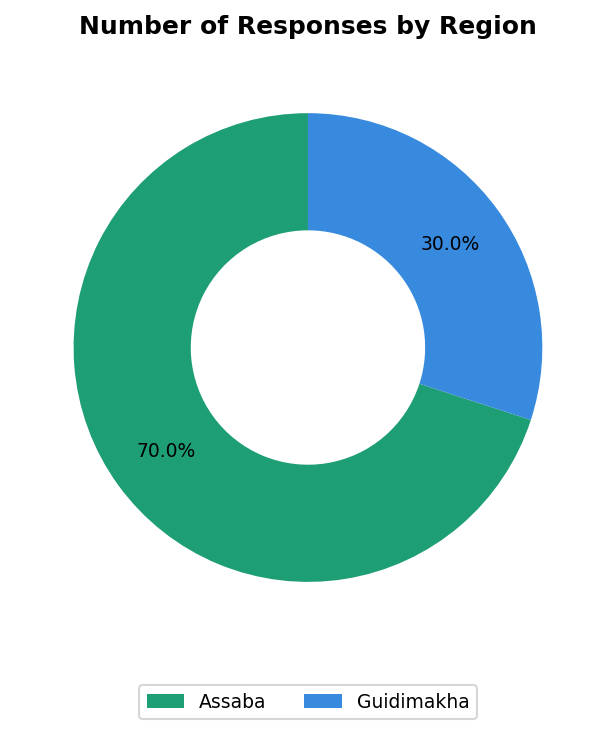 Number of Responses by Region
30.0%
70.0%
Assaba
Guidimakha